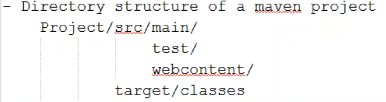 - Directory structure of a maven project
Project/src/main/
test/
webcontent/
target/classes